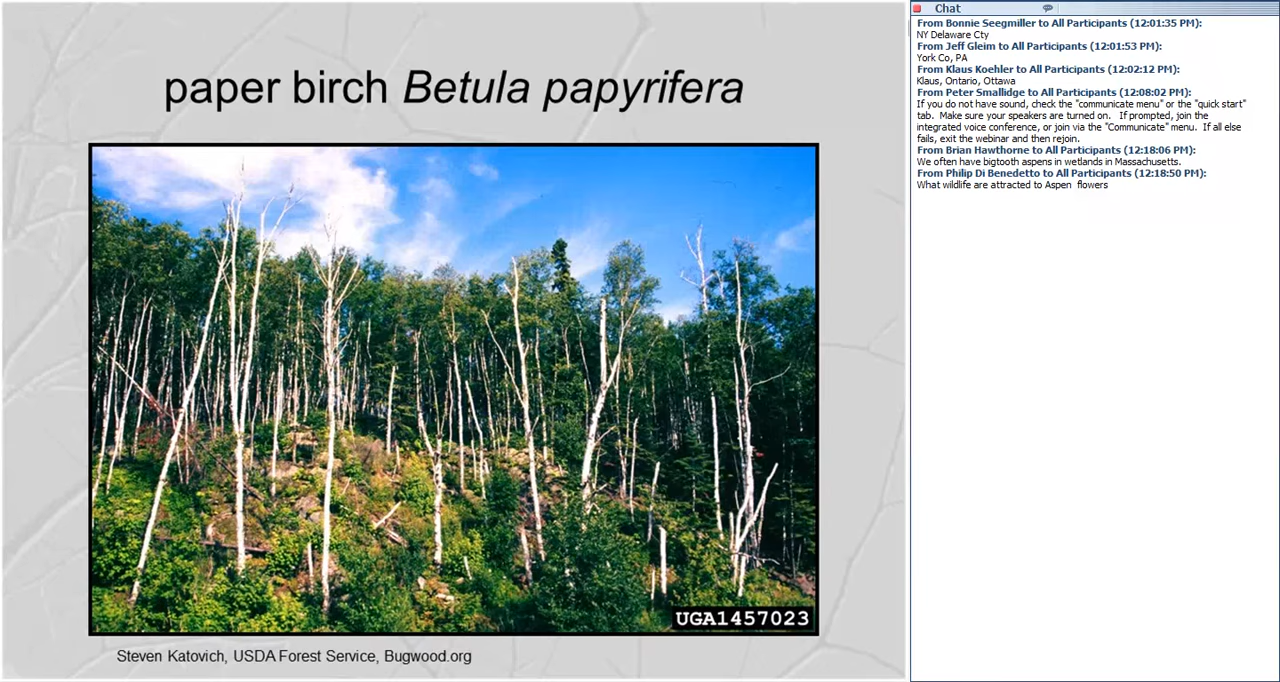 paper birch Betula papyrifera
UGA1457023
Steven Katovich, USDA Forest Service, Bugwood.org
Chat
From Bonnie Seegmiller to All Participants (12:01:35 PM):
NY Delaware Cty
From Jeff Gleim to All Participants (12:01:53 PM):
York Co, PA
From Klaus Koehler to All Participants (12:02:12 PM):
Klaus, Ontario, Ottawa
From Peter Smallidge to All Participants (12:08:02 PM):
If you do not have sound, check the "communicate menu" or the "quick start"
tab.  Make sure your speakers are turned on.   If prompted, join the
integrated voice conference, or join via the "Communicate" menu.  If all else
fails, exit the webinar and then rejoin.
From Brian Hawthorne to All Participants (12:18:06 PM):
We often have bigtooth aspens in wetlands in Massachusetts.
From Philip Di Benedetto to All Participants (12:18:50 PM):
What wildlife are attracted to Aspen  flowers